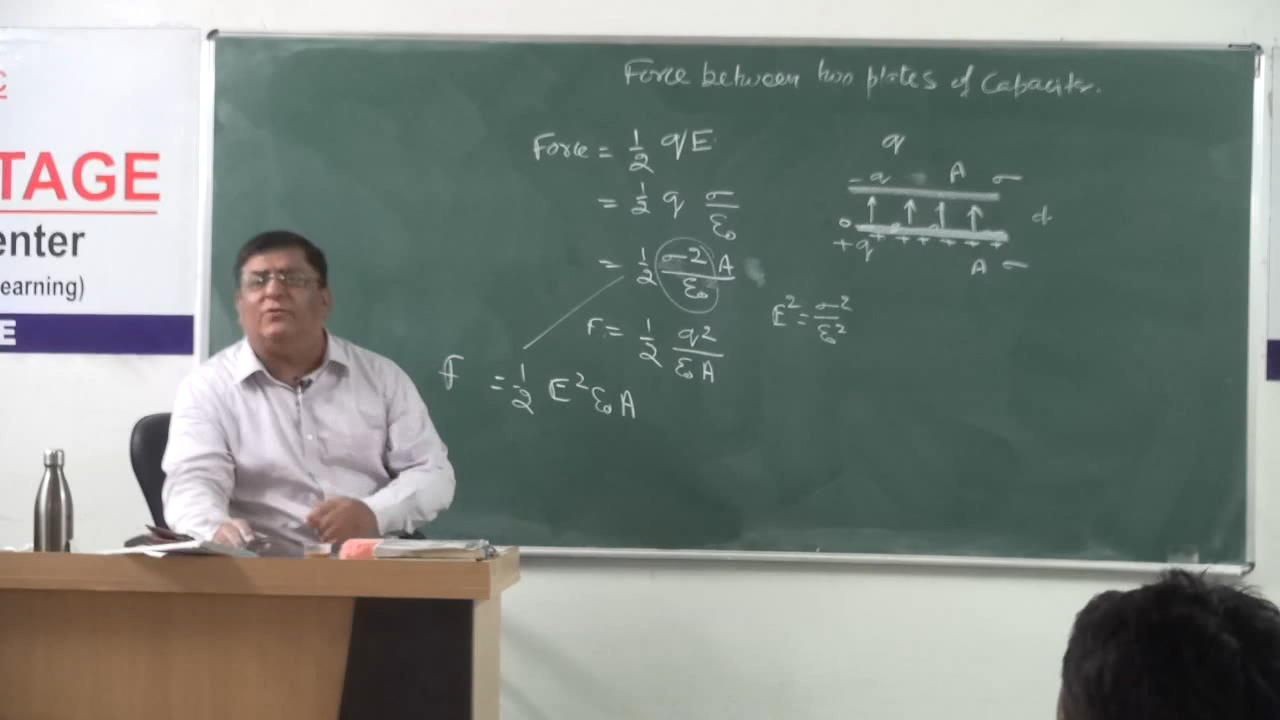 C
TAGE
enter
earning)
E
Force between two plates of Capacitor.
Force = 1/2 qE
= 1/2 q σ/ε₀
= 1/2 σ2A/ε₀
F = 1/2 q2/ε₀A
F = 1/2 E2ε₀A
E2 = σ2/ε₀2
q
- q A σ
d
+ q + + + + + + +
A σ